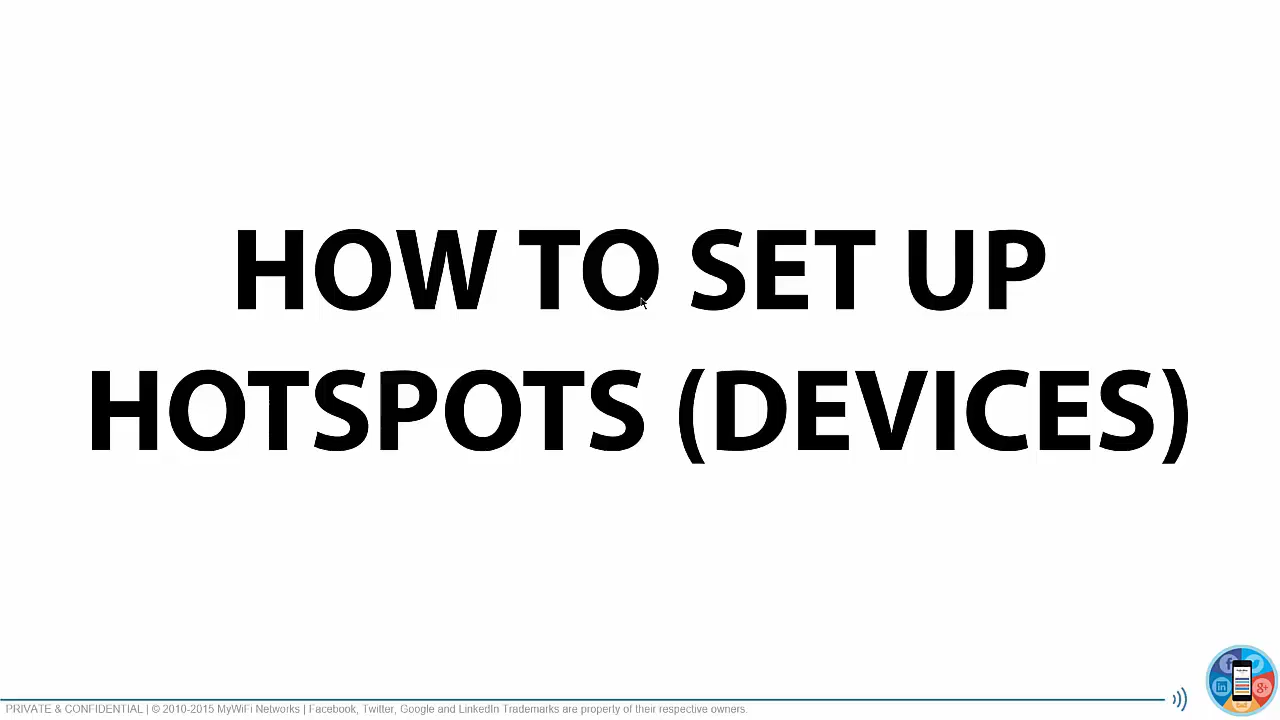 HOW TO SET UP
HOTSPOTS (DEVICES)
PRIVATE & CONFIDENTIAL | © 2010-2015 MyWiFi Networks | Facebook, Twitter, Google and LinkedIn Trademarks are property of their respective owners.